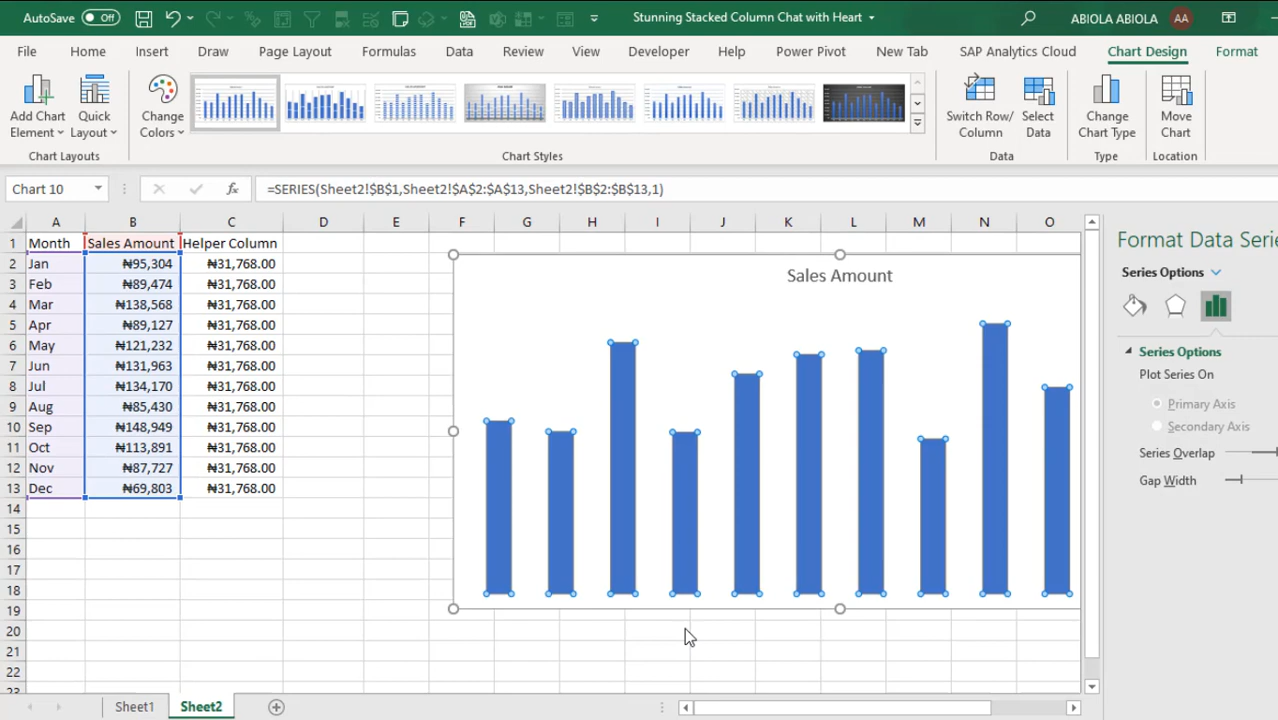 AutoSave Off Stunning Stacked Column Chat with Heart ABIOLA ABIOLA AA
File Home Insert Draw Page Layout Formulas Data Review View Developer Help Power Pivot New Tab SAP Analytics Cloud Chart Design Format
Add Chart Element
Quick Layout
Change Colors
Switch Row/ Column
Select Data
Change Chart Type
Move Chart
Chart Layouts Chart Styles Data Type Location
Chart 10 fx =SERIES(Sheet2!$B$1,Sheet2!$A$2:$A$13,Sheet2!$B$2:$B$13,1)
A B C D E F G H I J K L M N O
1 Month Sales Amount Helper Column
2 Jan ₦95,304 ₦31,768.00
3 Feb ₦89,474 ₦31,768.00
4 Mar ₦138,568 ₦31,768.00
5 Apr ₦89,127 ₦31,768.00
6 May ₦121,232 ₦31,768.00
7 Jun ₦131,963 ₦31,768.00
8 Jul ₦134,170 ₦31,768.00
9 Aug ₦85,430 ₦31,768.00
10 Sep ₦148,949 ₦31,768.00
11 Oct ₦113,891 ₦31,768.00
12 Nov ₦87,727 ₦31,768.00
13 Dec ₦69,803 ₦31,768.00
14
15
16
17
18
19
20
21
22
23
Sales Amount
Format Data Serie
Series Options
Series Options
Plot Series On
Primary Axis
Secondary Axis
Series Overlap
Gap Width
Sheet1 Sheet2